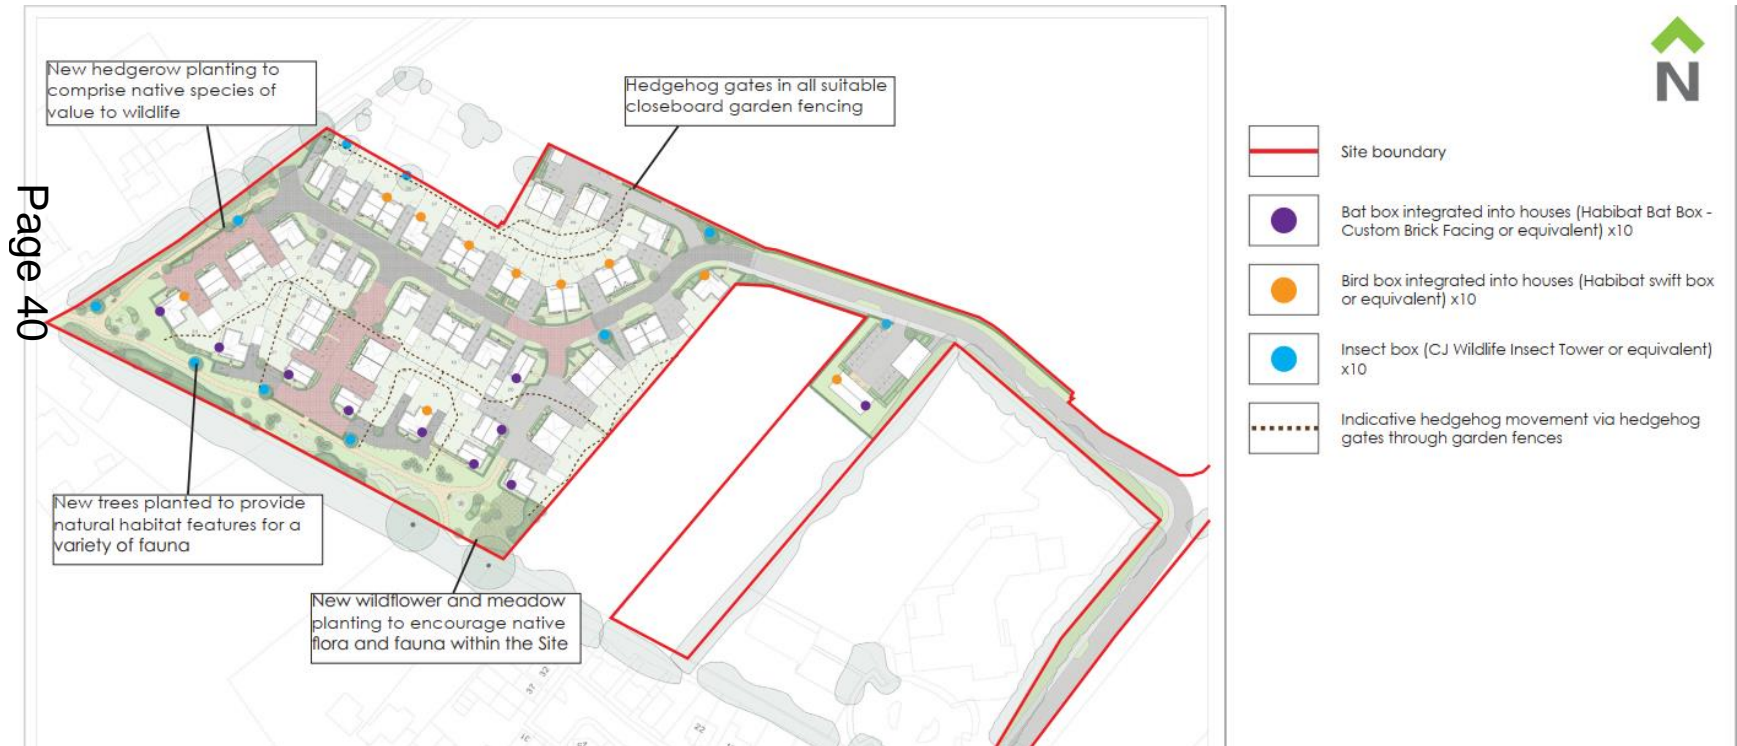 Page 40
New hedgerow planting to
comprise native species of
value to wildlife
Hedgehog gates in all suitable
closeboard garden fencing
New trees planted to provide
natural habitat features for a
variety of fauna
New wildflower and meadow
planting to encourage native
flora and fauna within the Site
37
32
22
N
Site boundary
Bat box integrated into houses (Habibat Bat Box -
Custom Brick Facing or equivalent) x10
Bird box integrated into houses (Habibat swift box
or equivalent) x10
Insect box (CJ Wildlife Insect Tower or equivalent)
x10
Indicative hedgehog movement via hedgehog
gates through garden fences